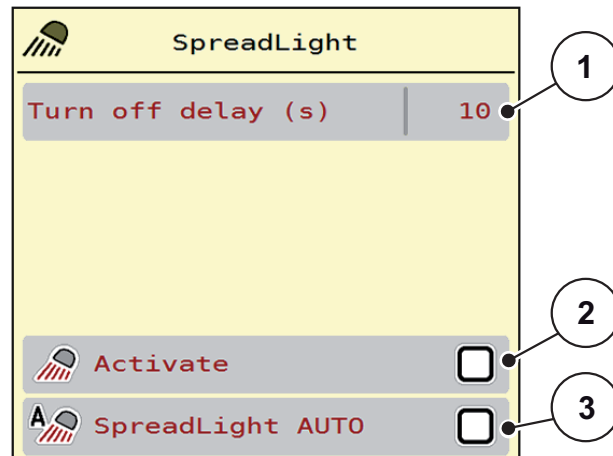 SpreadLight
1
Turn off delay (s) 10
2
Activate
3
A SpreadLight AUTO